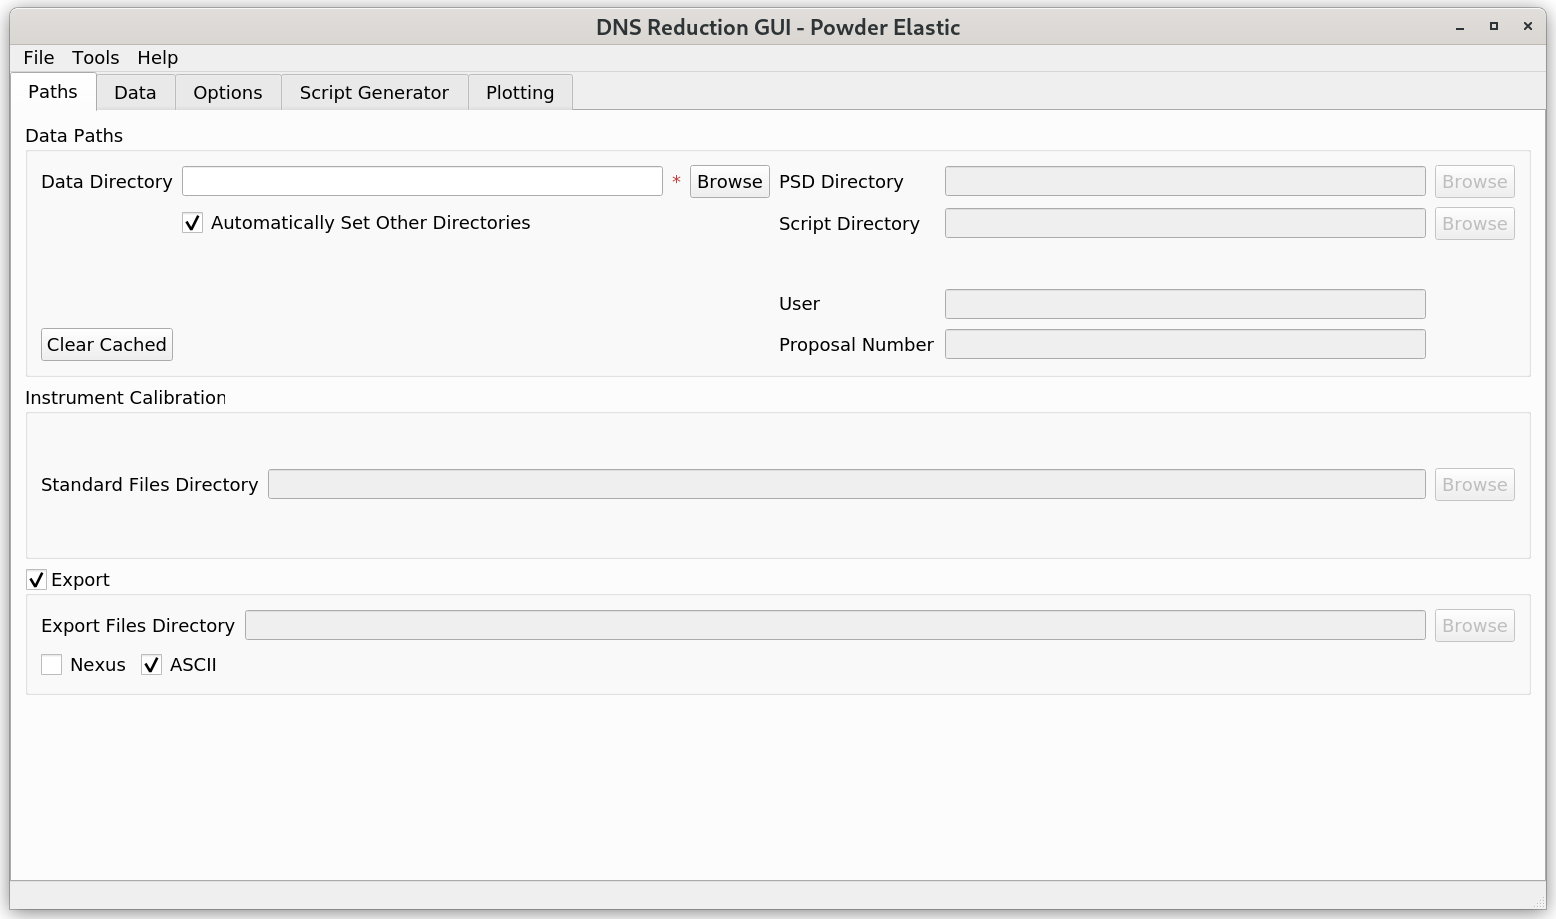 DNS Reduction GUI - Powder Elastic
File Tools Help
Paths Data Options Script Generator Plotting
Data Paths
Data Directory * Browse PSD Directory Browse
Automatically Set Other Directories Script Directory Browse
User
Clear Cached Proposal Number
Instrument Calibration
Standard Files Directory Browse
Export
Export Files Directory Browse
Nexus ASCII